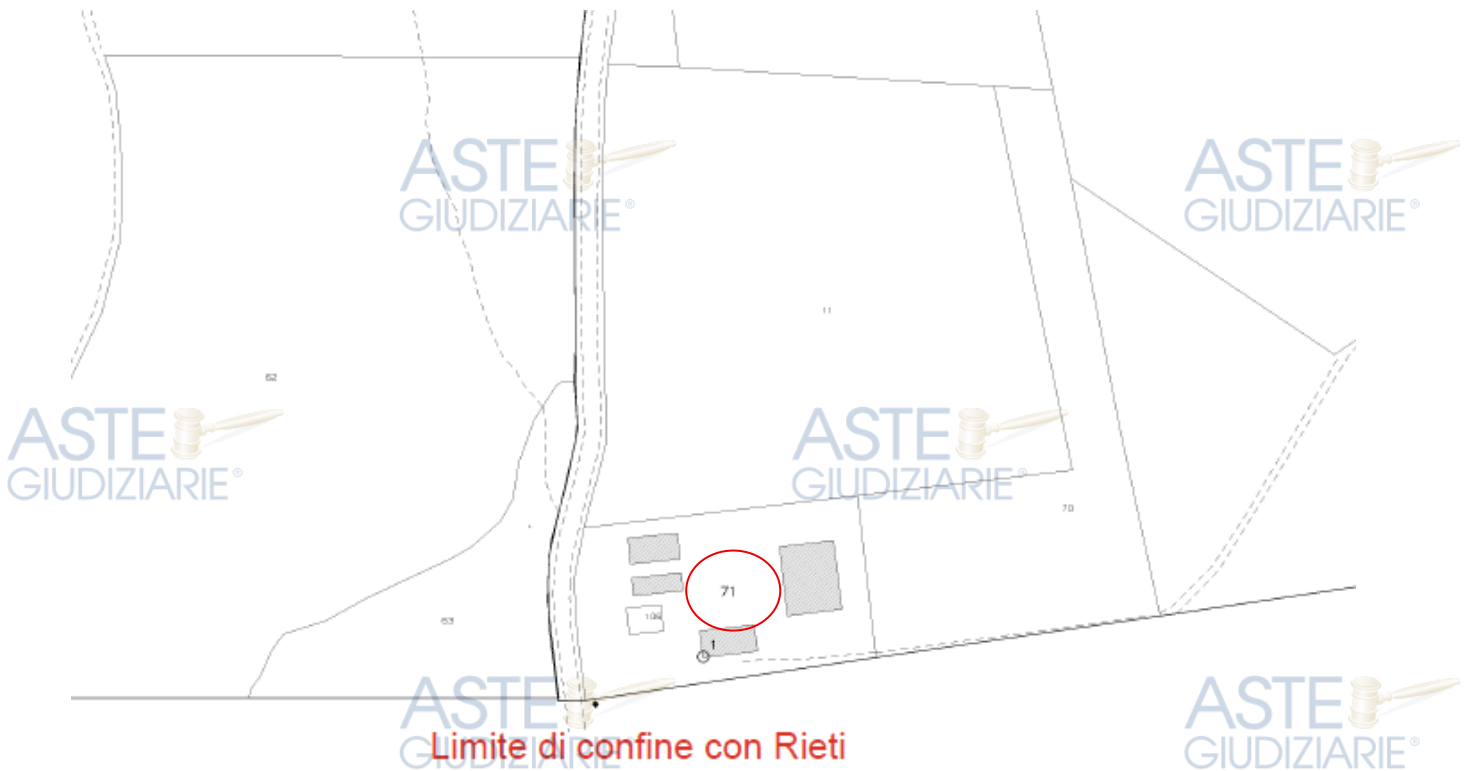 ASTE
GIUDIZIARIE®
ASTE
GIUDIZIARIE®
11
62
ASTE
GIUDIZIARIE®
ASTE
GIUDIZIARIE®
70
71
106
63
1
ASTE
GIUDIZIARIE®
ASTE
GIUDIZIARIE®
Limite di confine con Rieti